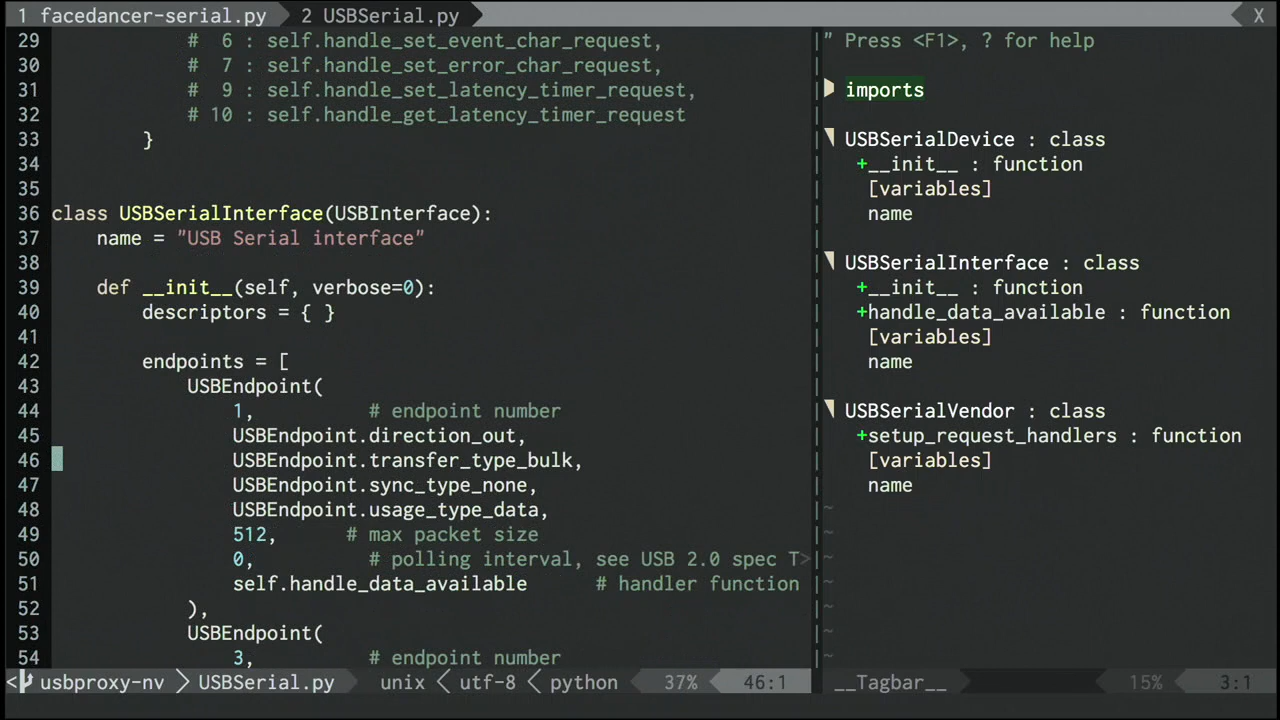 1 facedancer-serial.py 2 USBSerial.py X
29 # 6 : self.handle_set_event_char_request,
30 # 7 : self.handle_set_error_char_request,
31 # 9 : self.handle_set_latency_timer_request,
32 # 10 : self.handle_get_latency_timer_request
33 }
34
35
36 class USBSerialInterface(USBInterface):
37 name = "USB Serial interface"
38
39 def __init__(self, verbose=0):
40 descriptors = { }
41
42 endpoints = [
43 USBEndpoint(
44 1, # endpoint number
45 USBEndpoint.direction_out,
46 USBEndpoint.transfer_type_bulk,
47 USBEndpoint.sync_type_none,
48 USBEndpoint.usage_type_data,
49 512, # max packet size
50 0, # polling interval, see USB 2.0 spec T>
51 self.handle_data_available # handler function
52 ),
53 USBEndpoint(
54 3, # endpoint number
" Press <F1>, ? for help
imports
USBSerialDevice : class
+__init__ : function
[variables]
name
USBSerialInterface : class
+__init__ : function
+handle_data_available : function
[variables]
name
USBSerialVendor : class
+setup_request_handlers : function
[variables]
name
~
~
~
~
~
~
~
< usbproxy-nv USBSerial.py unix utf-8 python 37% 46:1 __Tagbar__ 15% 3:1